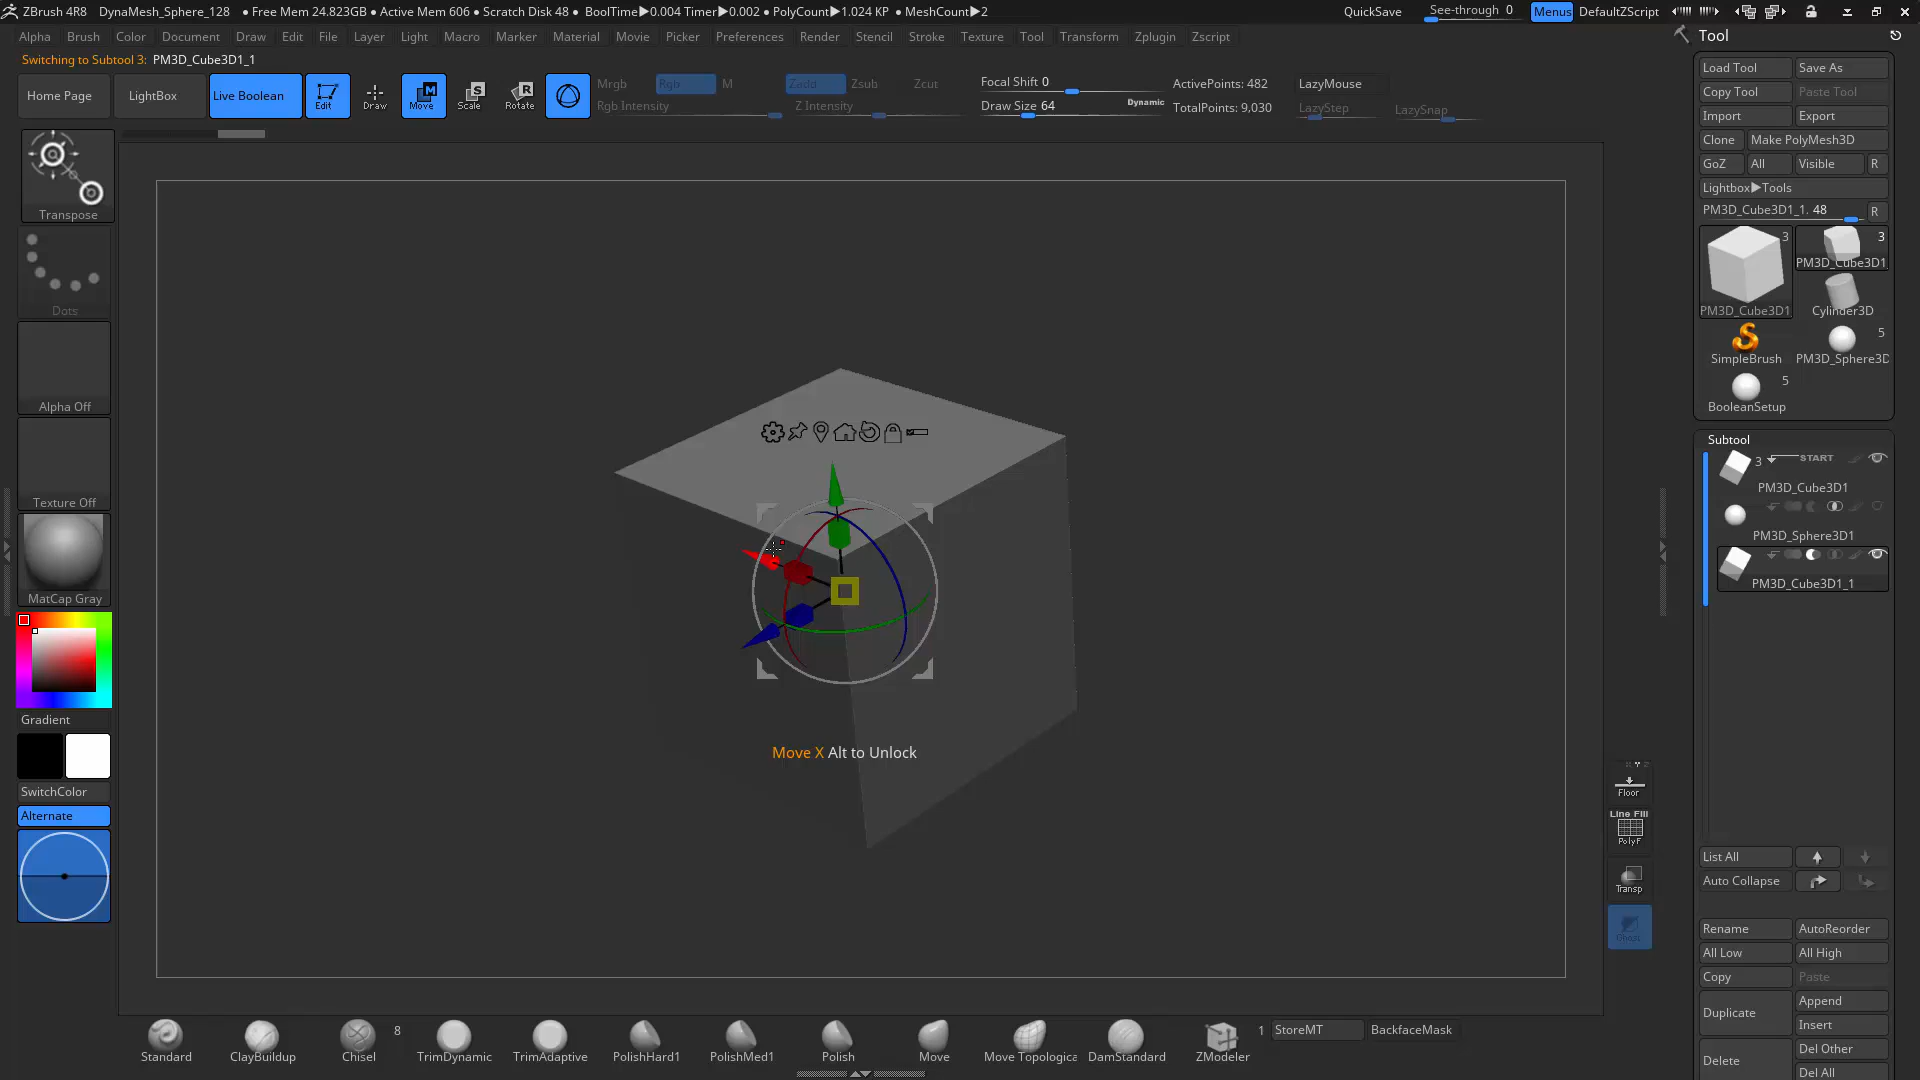 ZBrush 4R8 DynaMesh_Sphere_128 • Free Mem 24.823GB • Active Mem 606 • Scratch Disk 48 • BoolTime▶0.004 Timer▶0.002 • PolyCount▶1.024 KP • MeshCount▶2 QuickSave See-through 0 Menus DefaultZScript
Alpha Brush Color Document Draw Edit File Layer Light Macro Marker Material Movie Picker Preferences Render Stencil Stroke Texture Tool Transform Zplugin Zscript
Switching to Subtool 3: PM3D_Cube3D1_1
Home Page LightBox Live Boolean Edit Draw Move Scale Rotate
Mrgb Rgb M Zadd Zsub Zcut
Rgb Intensity Z Intensity
Focal Shift 0 ActivePoints: 482 LazyMouse
Draw Size 64 Dynamic TotalPoints: 9,030 LazyStep LazySnap
Transpose
Dots
Alpha Off
Texture Off
MatCap Gray
Gradient
SwitchColor
Alternate
Move X Alt to Unlock
Floor
Line Fill
PolyF
Transp
Ghost
Standard ClayBuildup Chisel 8 TrimDynamic TrimAdaptive PolishHard1 PolishMed1 Polish Move Move Topologica DamStandard ZModeler 1 StoreMT BackfaceMask
Tool
Load Tool Save As
Copy Tool Paste Tool
Import Export
Clone Make PolyMesh3D
GoZ All Visible R
Lightbox▶Tools
PM3D_Cube3D1_1. 48 R
3 3
PM3D_Cube3D1
PM3D_Cube3D1 Cylinder3D
5
SimpleBrush PM3D_Sphere3D
5
BooleanSetup
Subtool
3 START
PM3D_Cube3D1
PM3D_Sphere3D1
PM3D_Cube3D1_1
List All
Auto Collapse
Rename AutoReorder
All Low All High
Copy Paste
Duplicate Append
Insert
Delete Del Other
Del All